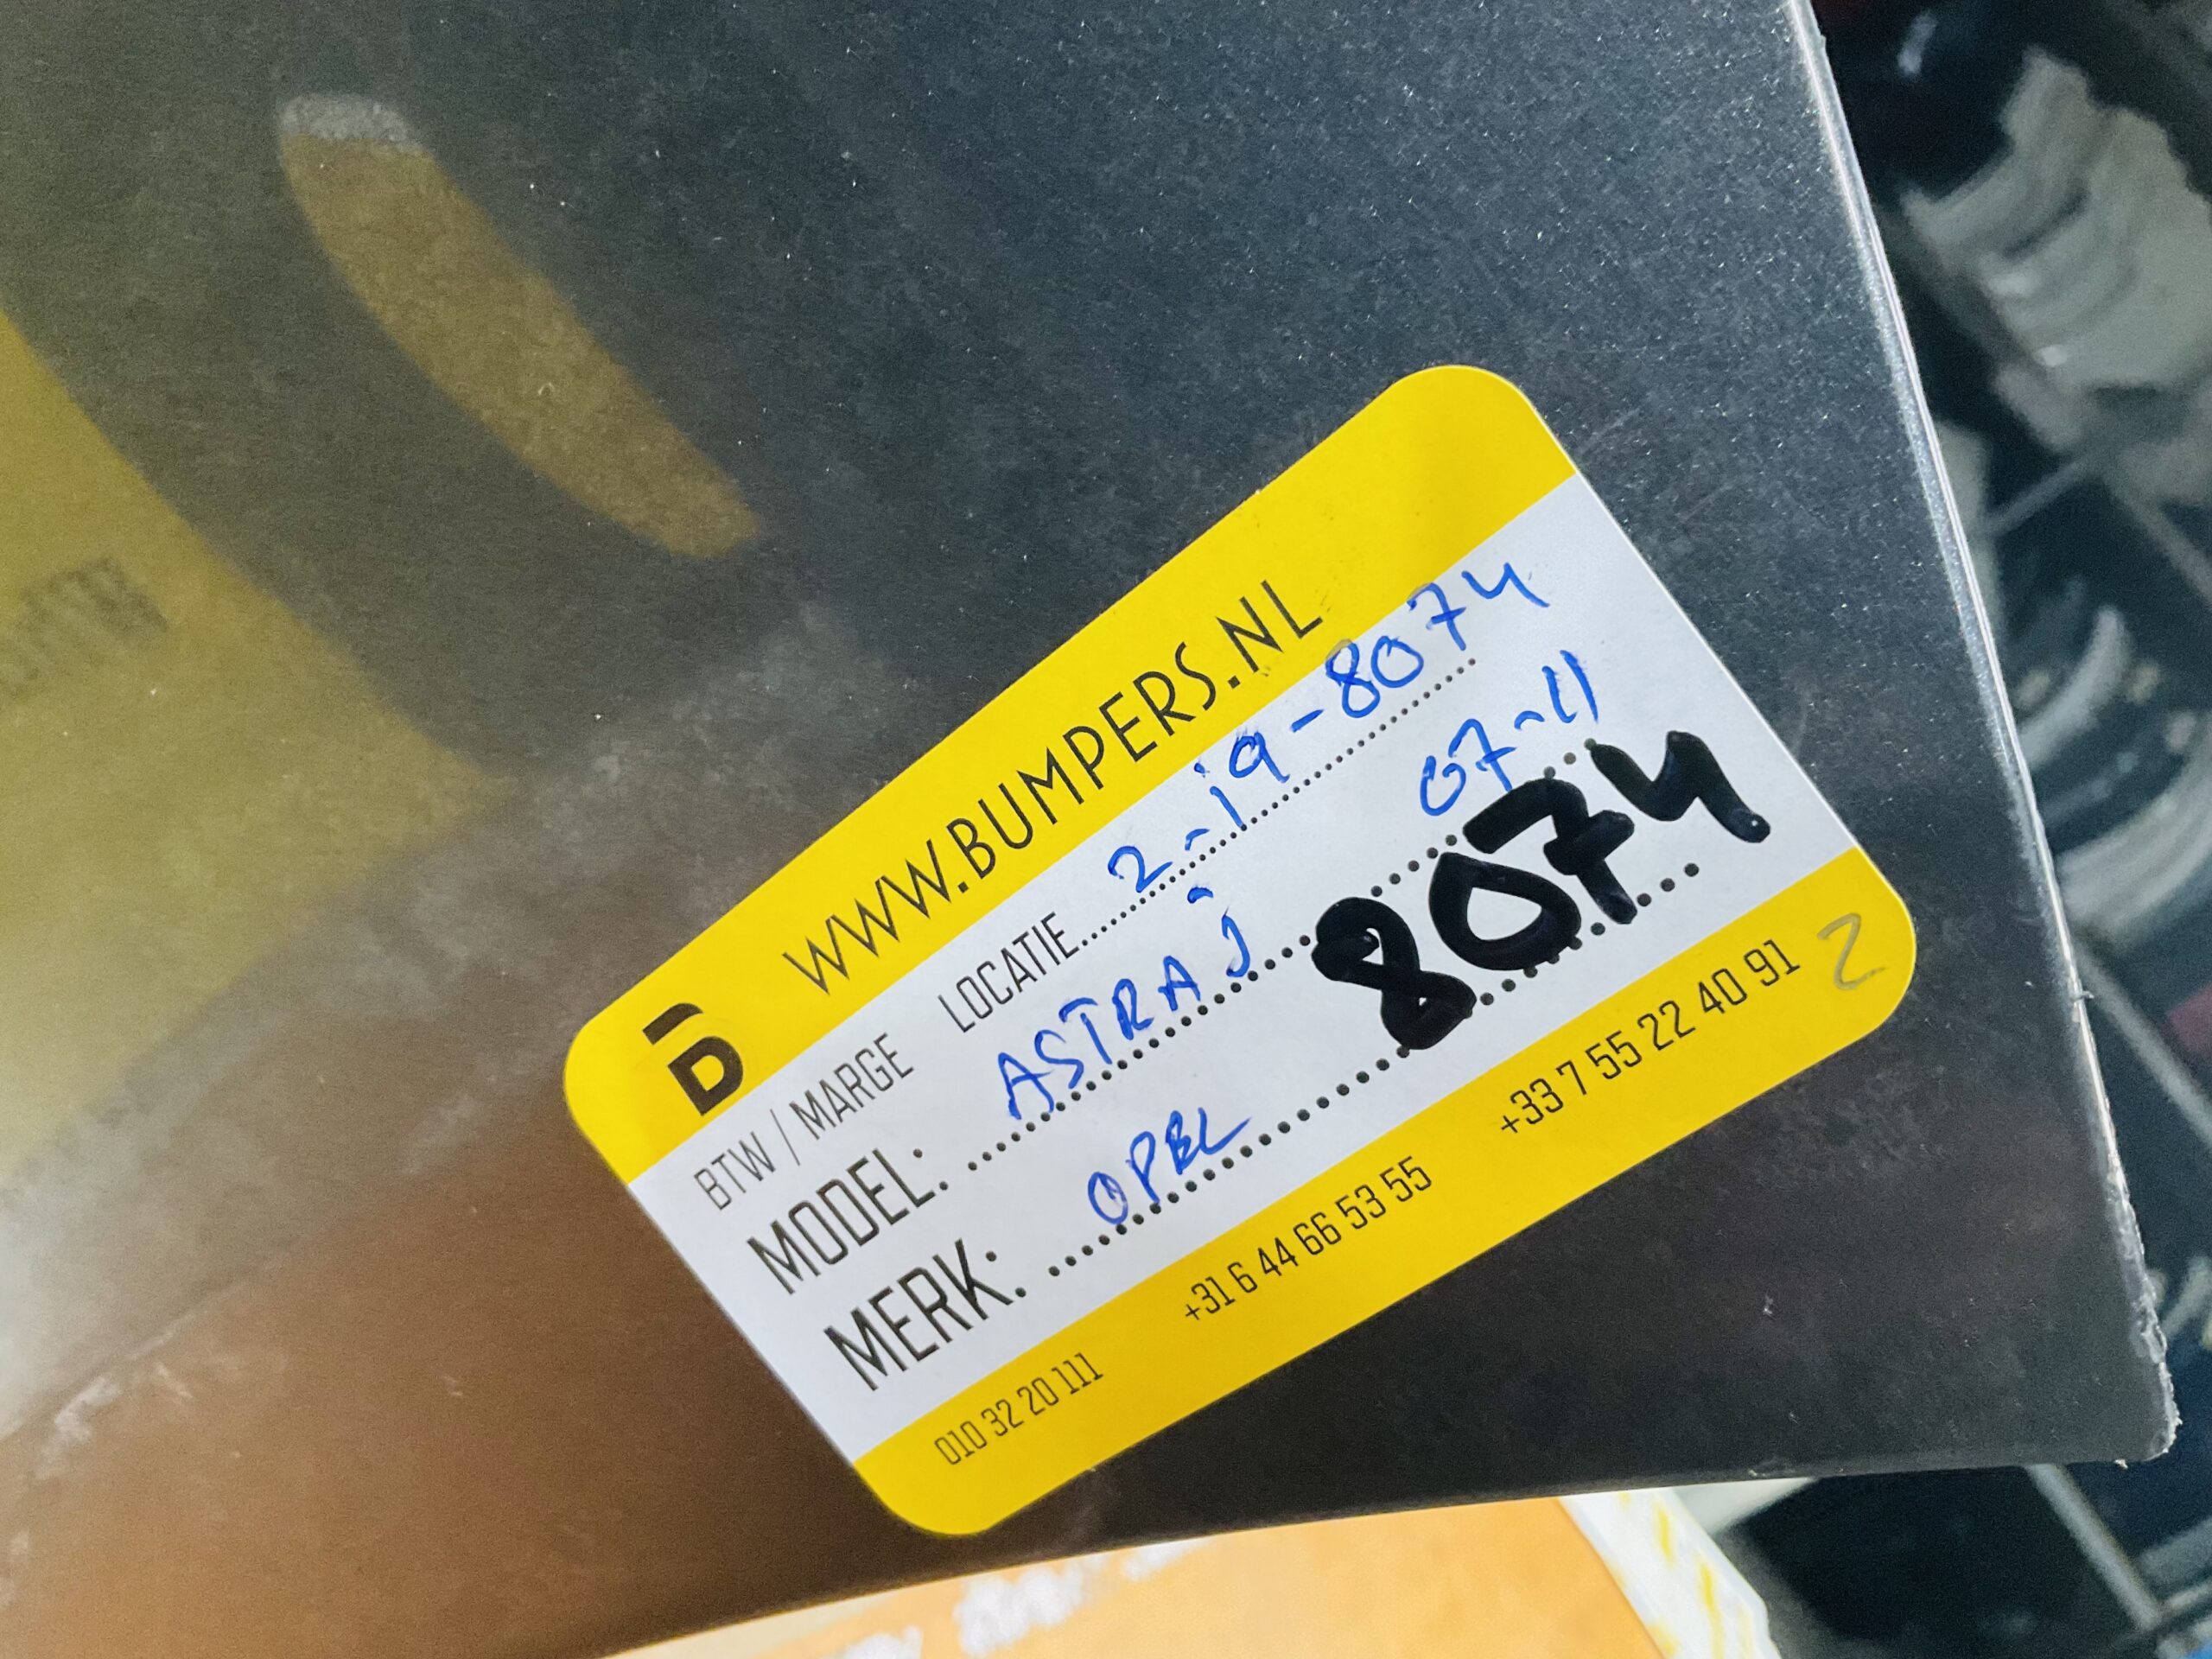 WWW.BUMPERS.NL
BTW / MARGE LOCATIE 2-19-8074
MODEL: ASTRA J 07-11
MERK: OPEL 8074
010 32 20 111 +31 6 44 66 53 55 +33 7 55 22 40 91 2